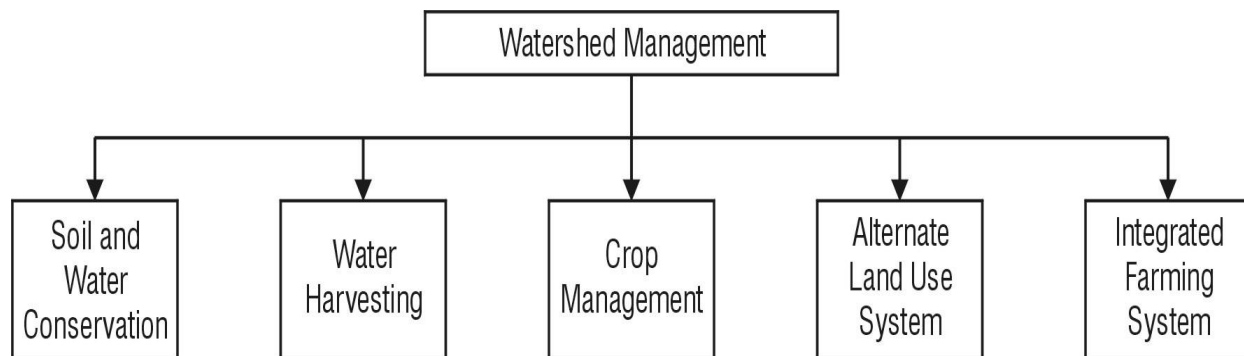 Watershed Management
Soil and
Water
Conservation
Water
Harvesting
Crop
Management
Alternate
Land Use
System
Integrated
Farming
System